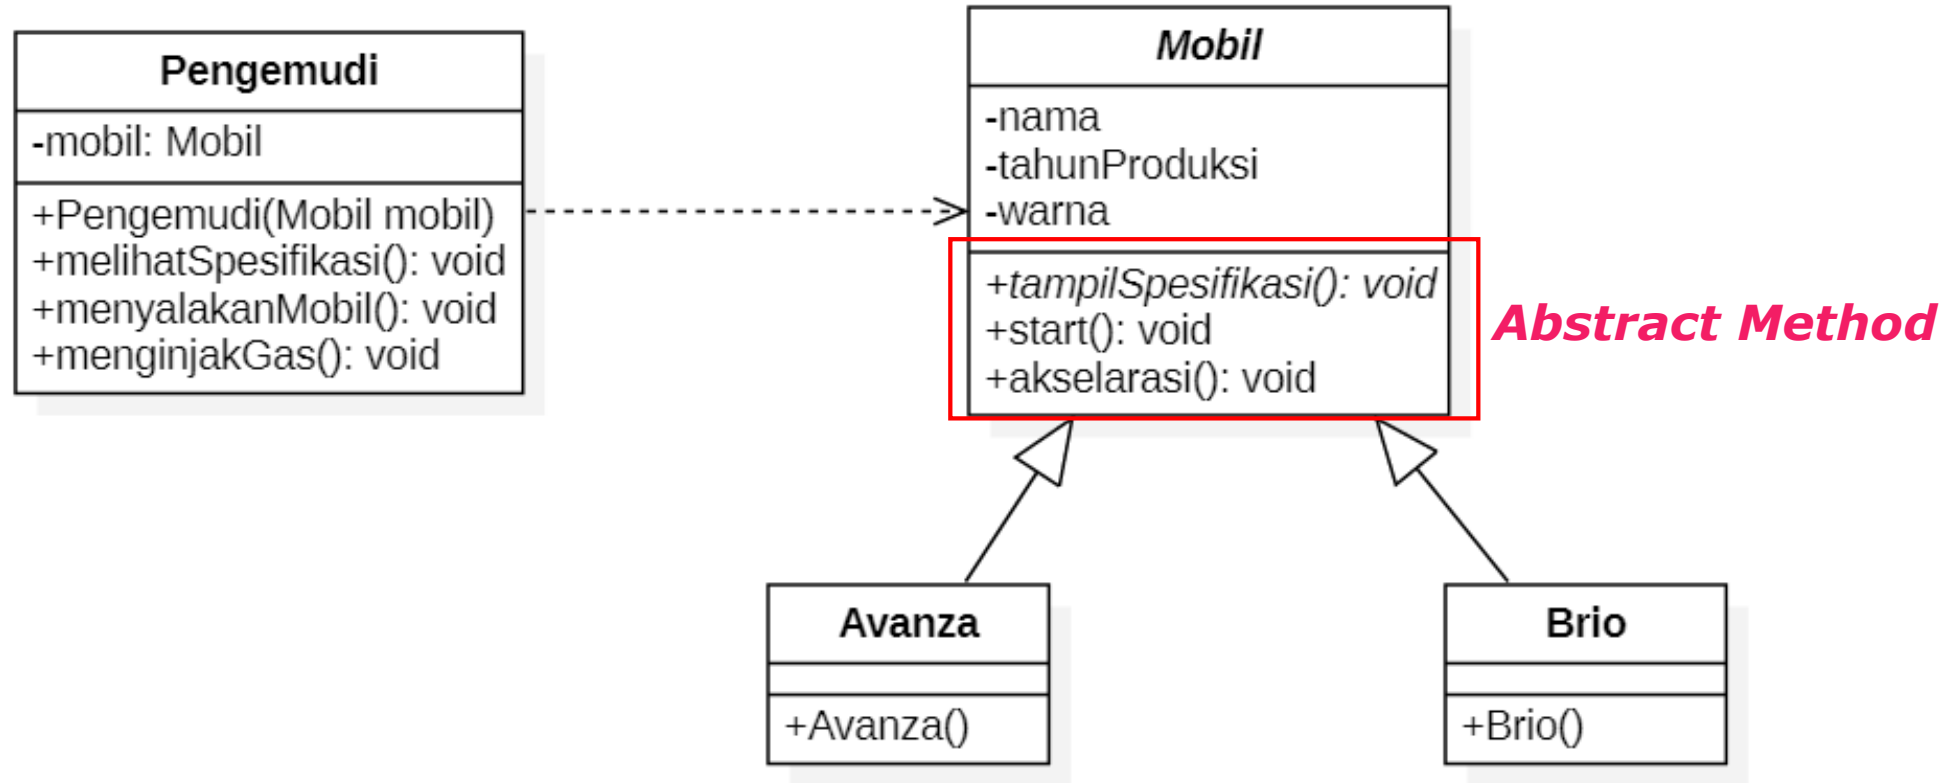 Pengemudi
-mobil: Mobil
+Pengemudi(Mobil mobil)
+melihatSpesifikasi(): void
+menyalakanMobil(): void
+menginjakGas(): void
Mobil
-nama
-tahunProduksi
-warna
+tampilSpesifikasi(): void
+start(): void
+akselarasi(): void
Abstract Method
Avanza
+Avanza()
Brio
+Brio()